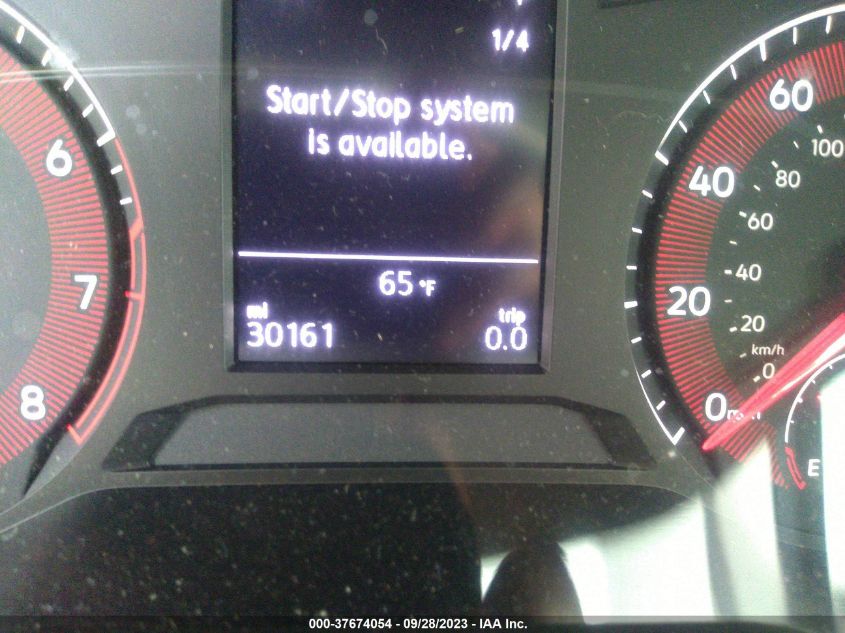 1/4
Start/Stop system
is available.
65 °F
mi
30161
trip
0.0
6
7
8
60
40
20
0
100
80
60
40
20
km/h
0
E
000-37674054 - 09/28/2023 - IAA Inc.